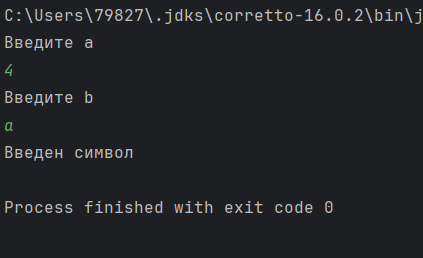 C:\Users\79827\.jdks\corretto-16.0.2\bin\j
Введите a
4
Введите b
a
Введен символ
Process finished with exit code 0